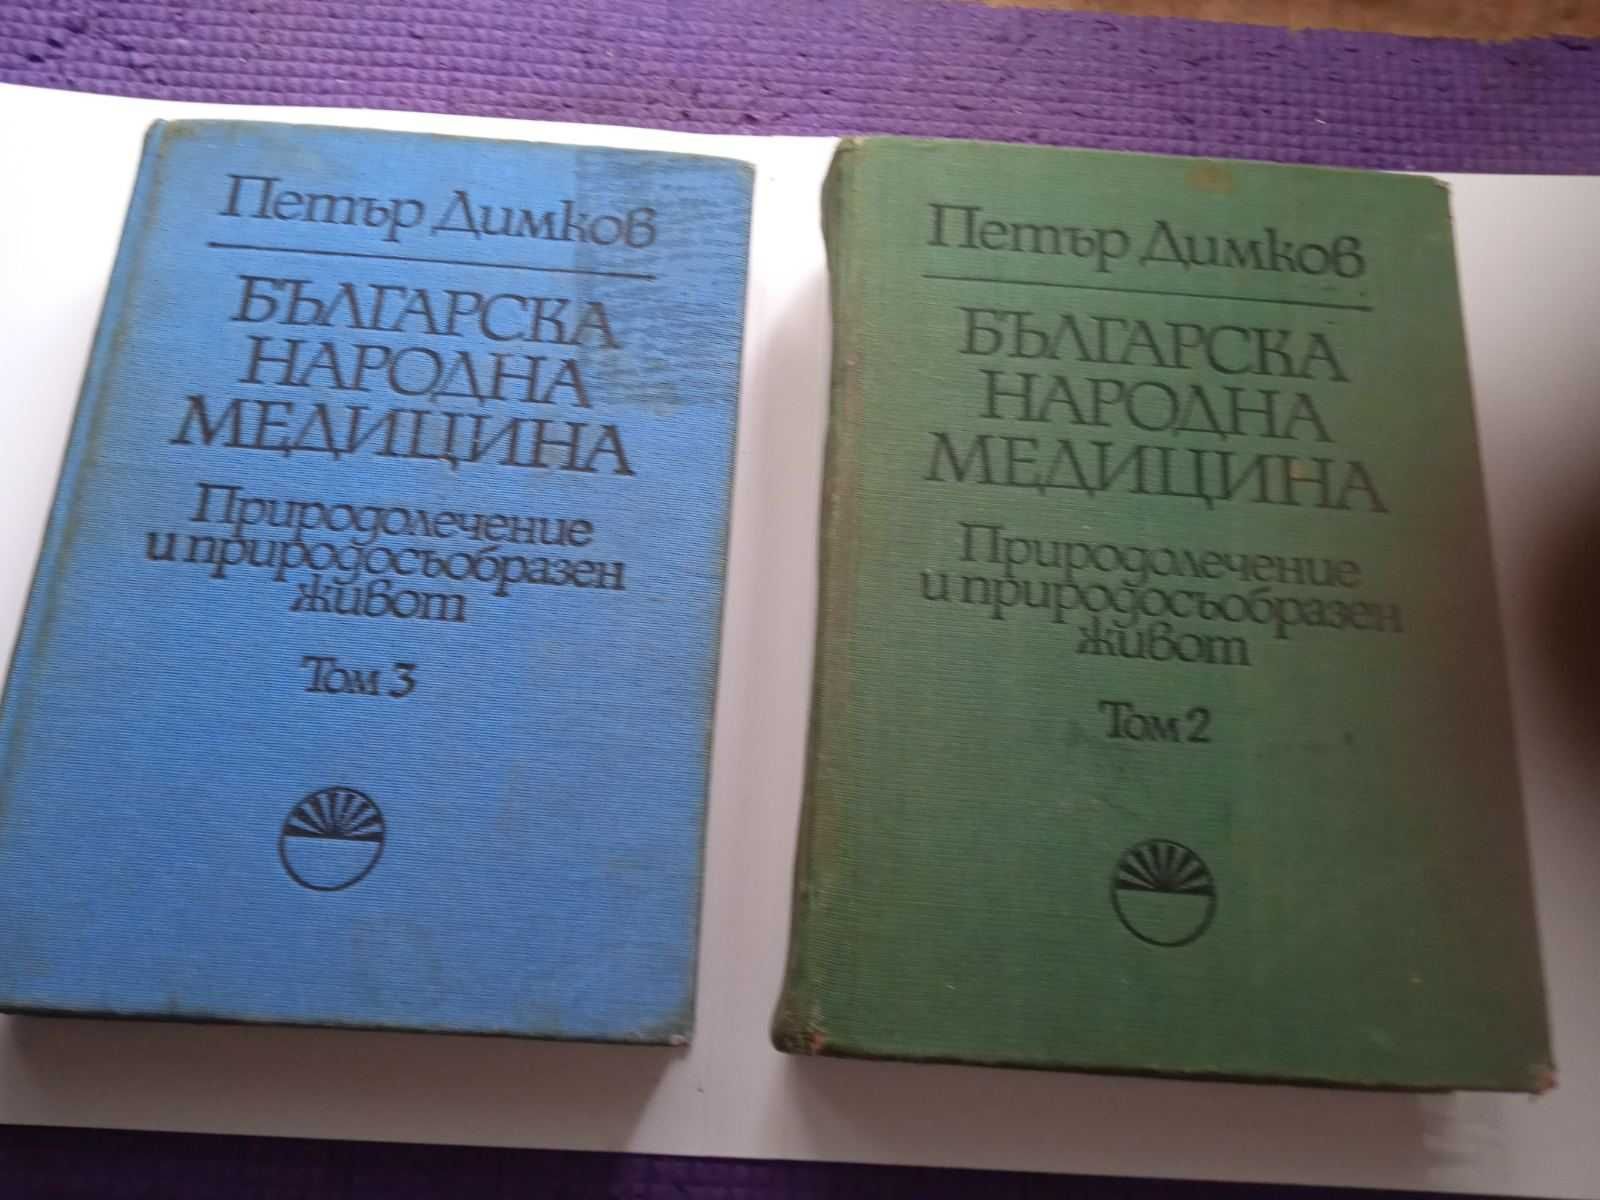 Петър Димков
БЪЛГАРСКА
НАРОДНА
МЕДИЦИНА
Природолечение
и природосъобразен
живот
Том 3
Петър Димков
БЪЛГАРСКА
НАРОДНА
МЕДИЦИНА
Природолечение
и природосъобразен
живот
Том 2